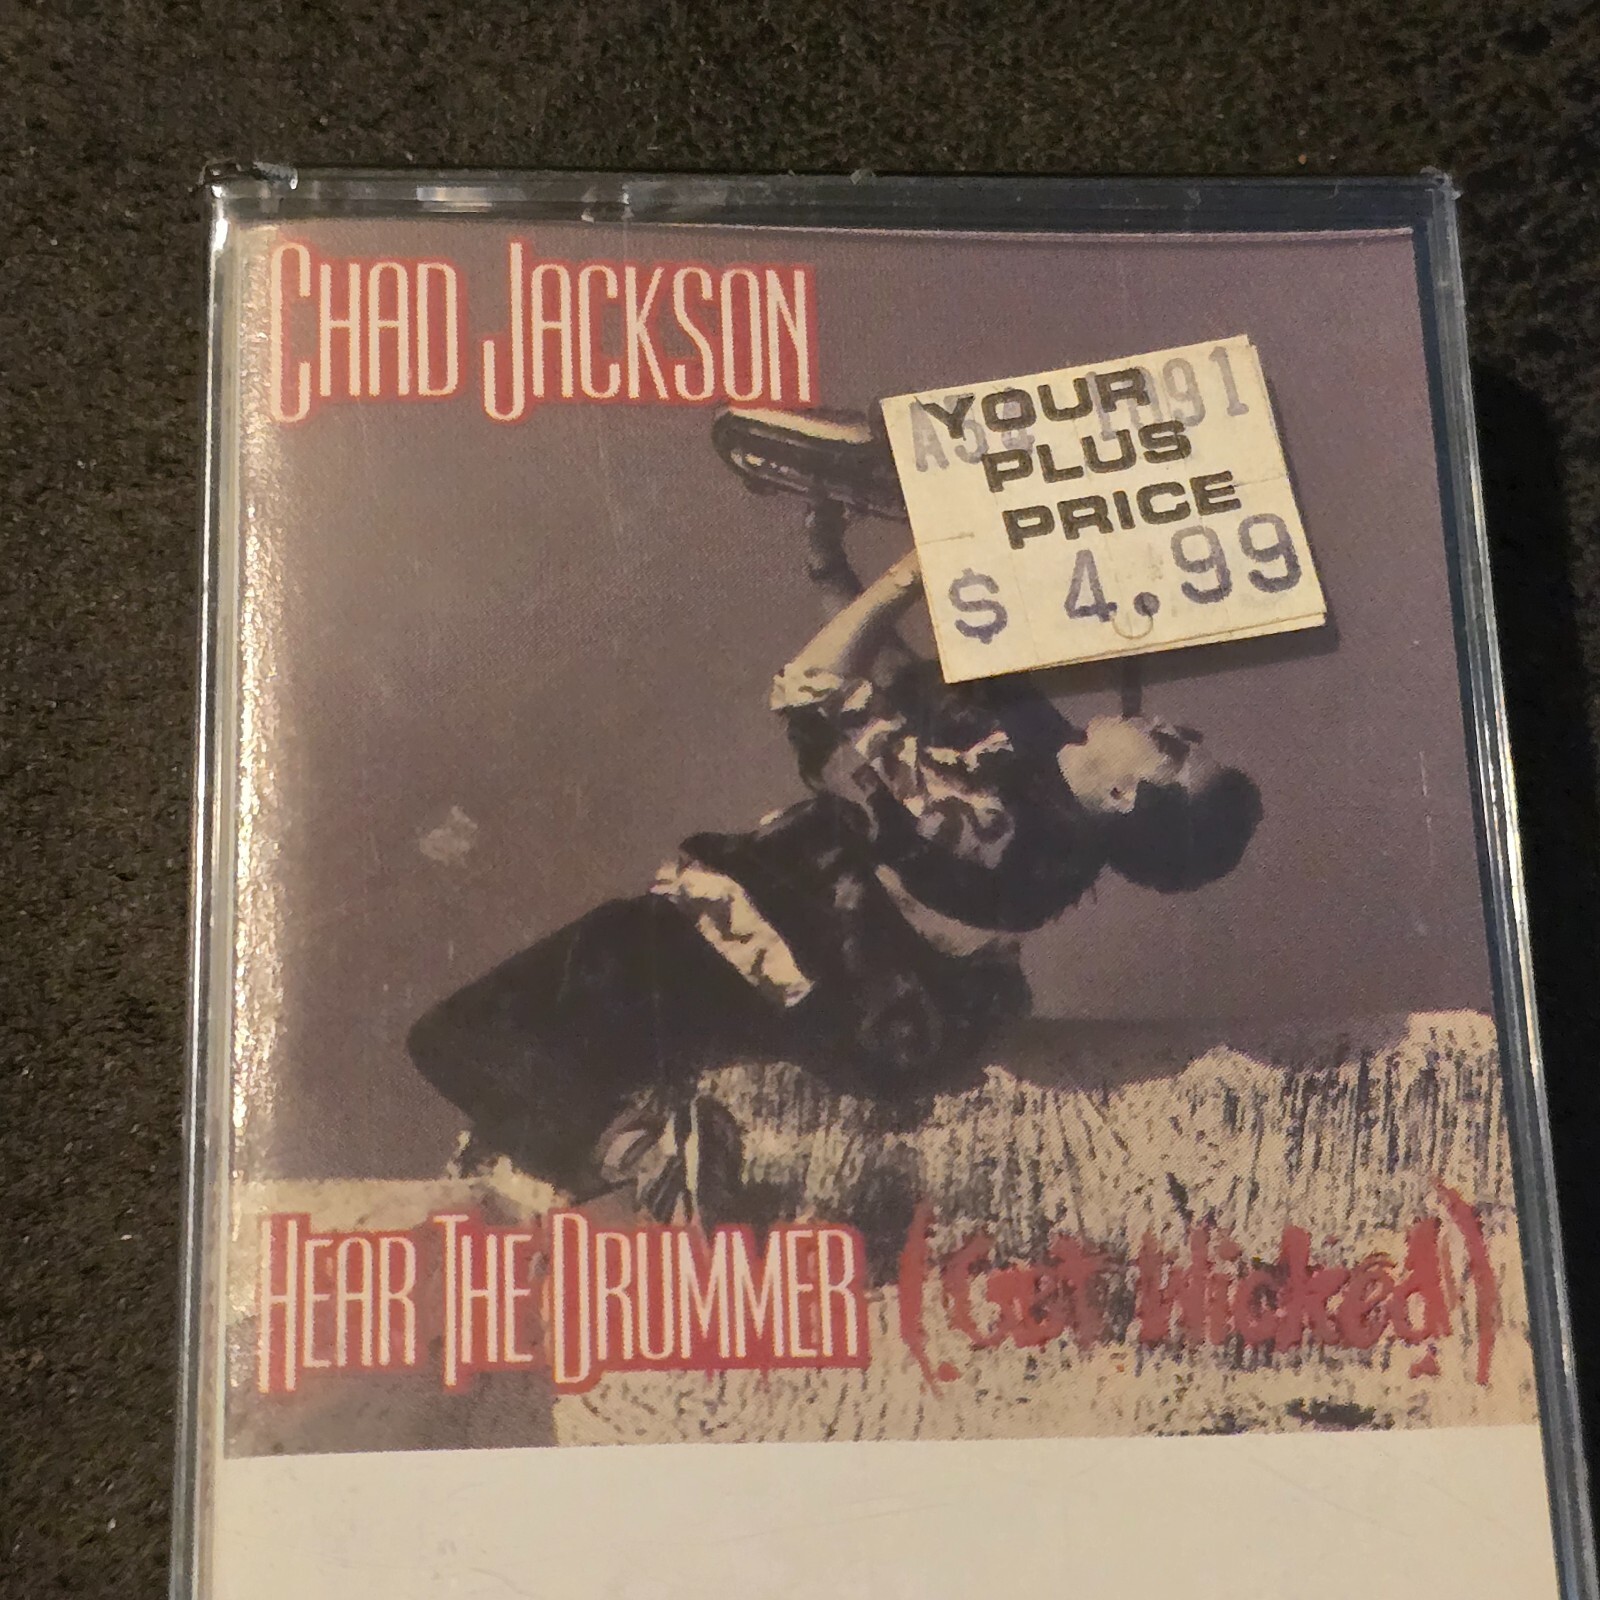 CHAD JACKSON
YOUR
PLUS
PRICE
$ 4.99
HEAR THE DRUMMER (Get Wicked)